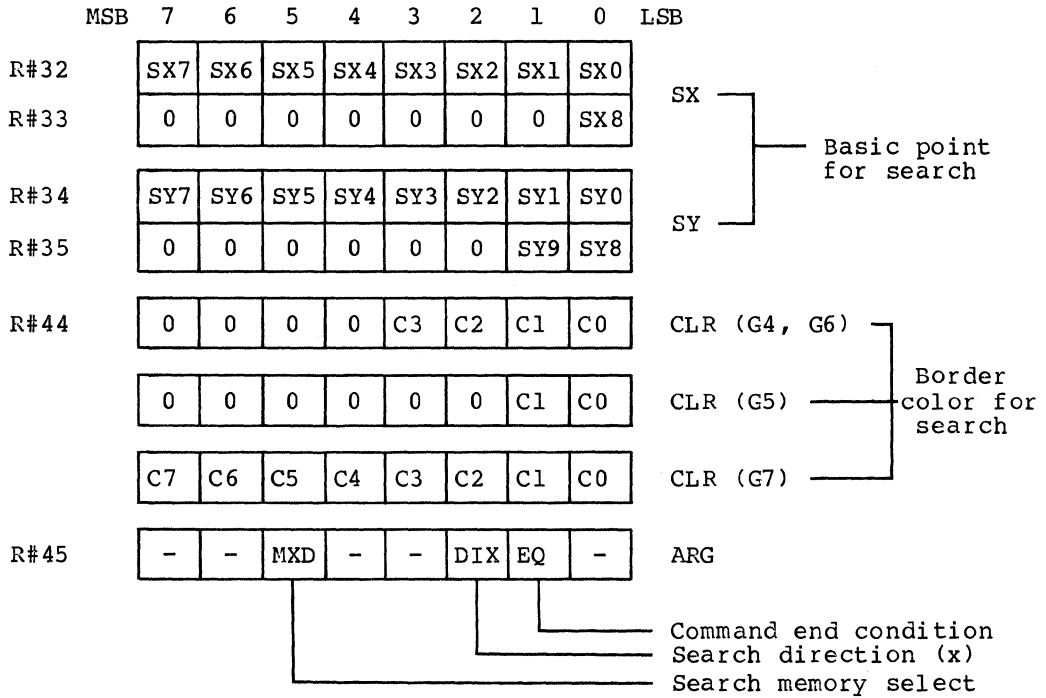 MSB 7 6 5 4 3 2 1 0 LSB
R#32 SX7 SX6 SX5 SX4 SX3 SX2 SX1 SX0
SX
R#33 0 0 0 0 0 0 0 SX8
Basic point
for search
R#34 SY7 SY6 SY5 SY4 SY3 SY2 SY1 SY0
SY
R#35 0 0 0 0 0 0 SY9 SY8
R#44 0 0 0 0 C3 C2 C1 C0 CLR (G4, G6)
0 0 0 0 0 0 C1 C0 CLR (G5)
Border
color for
search
C7 C6 C5 C4 C3 C2 C1 C0 CLR (G7)
R#45 - - MXD - - DIX EQ - ARG
Command end condition
Search direction (x)
Search memory select